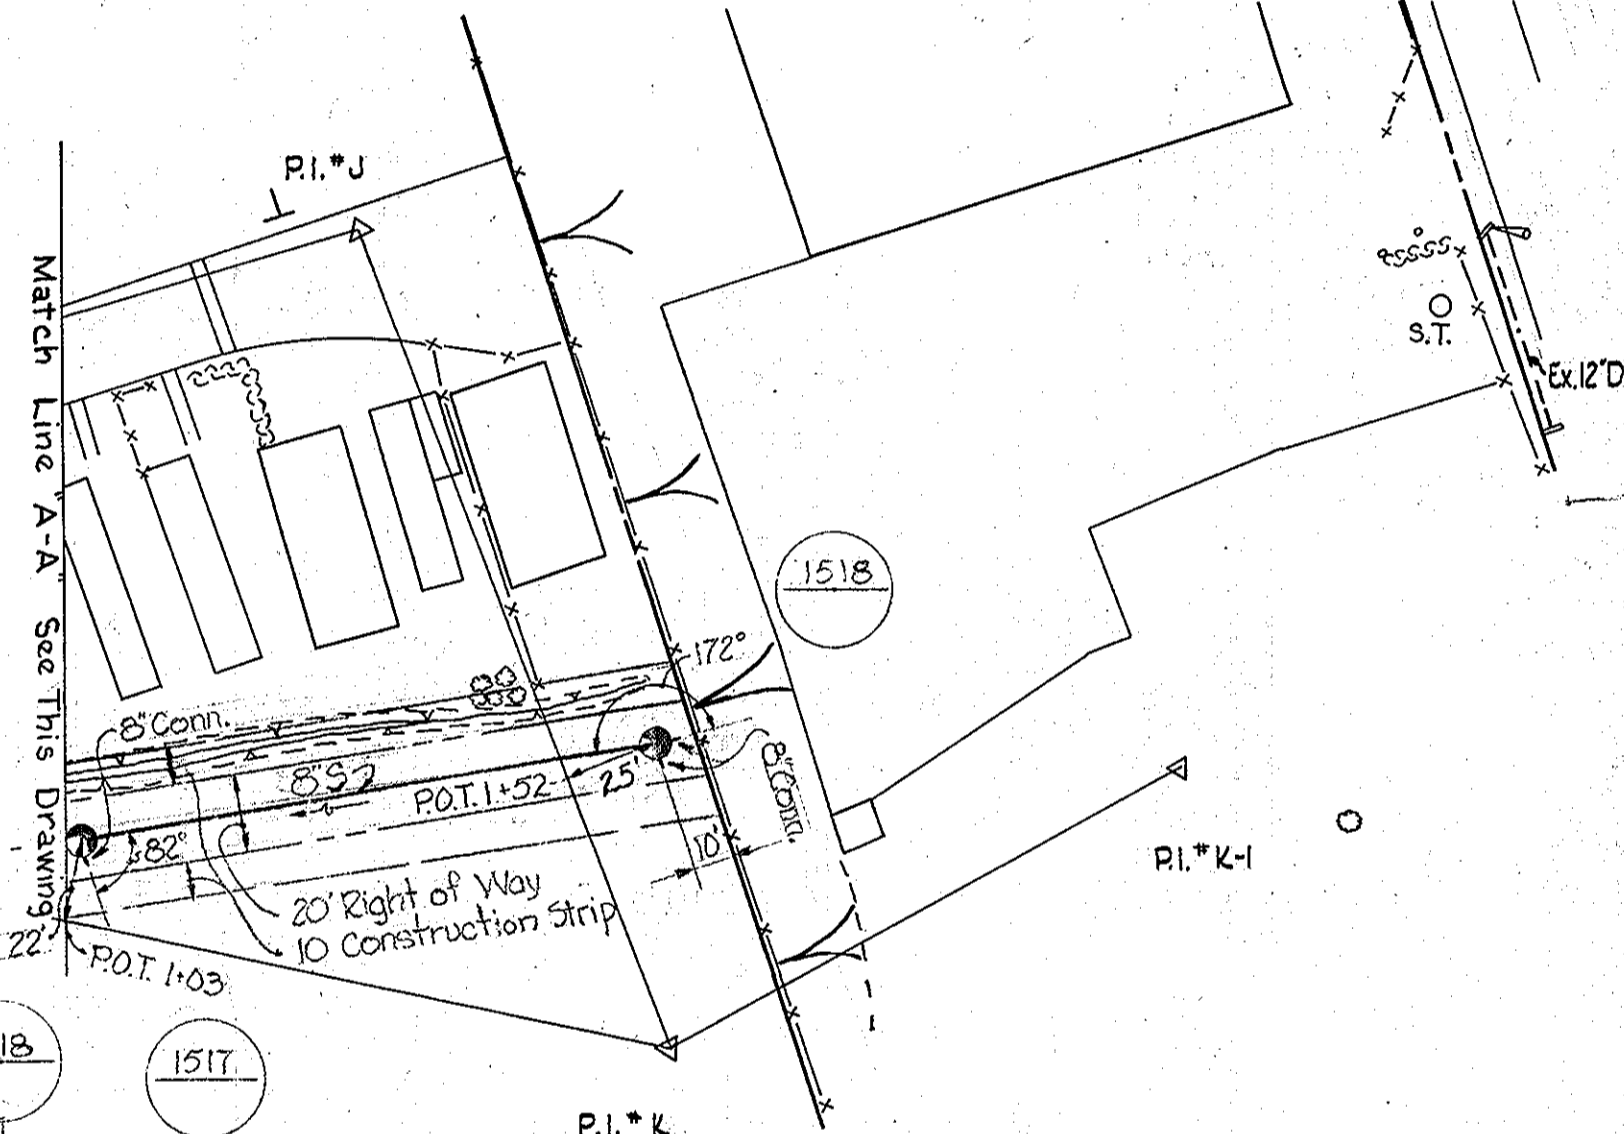 P.I.#J
Match Line "A-A" See This Drawing
S.T.
Ex.12"D
1518
172°
8"Conn.
8"S
P.O.T. 1+52
25'
8"Conn.
10'
82°
20' Right of Way
10 Construction Strip
22'
P.O.T. 1+03
P.I.#K-1
18
1517
P.I.#K